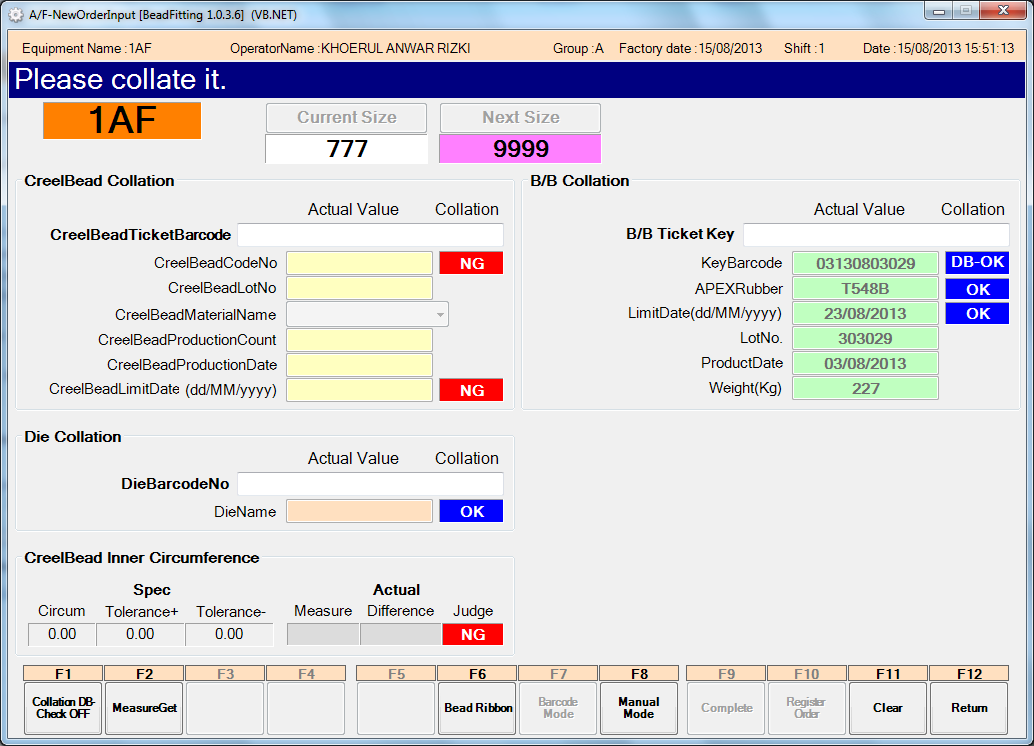 A/F-NewOrderInput [BeadFitting 1.0.3.6] (VB.NET)
Equipment Name :1AF OperatorName :KHOERUL ANWAR RIZKI Group :A Factory date :15/08/2013 Shift :1 Date :15/08/2013 15:51:13
Please collate it.
1AF
Current Size Next Size
777 9999
CreelBead Collation
Actual Value Collation
CreelBeadTicketBarcode
CreelBeadCodeNo NG
CreelBeadLotNo
CreelBeadMaterialName
CreelBeadProductionCount
CreelBeadProductionDate
CreelBeadLimitDate (dd/MM/yyyy) NG
B/B Collation
Actual Value Collation
B/B Ticket Key
KeyBarcode 03130803029 DB-OK
APEXRubber T548B OK
LimitDate(dd/MM/yyyy) 23/08/2013 OK
LotNo. 303029
ProductDate 03/08/2013
Weight(Kg) 227
Die Collation
Actual Value Collation
DieBarcodeNo
DieName OK
CreelBead Inner Circumference
Spec Actual
Circum Tolerance+ Tolerance- Measure Difference Judge
0.00 0.00 0.00 NG
F1 F2 F3 F4 F5 F6 F7 F8 F9 F10 F11 F12
Collation DB-
Check OFF
MeasureGet
Bead Ribbon
Barcode
Mode
Manual
Mode
Complete
Register
Order
Clear
Return